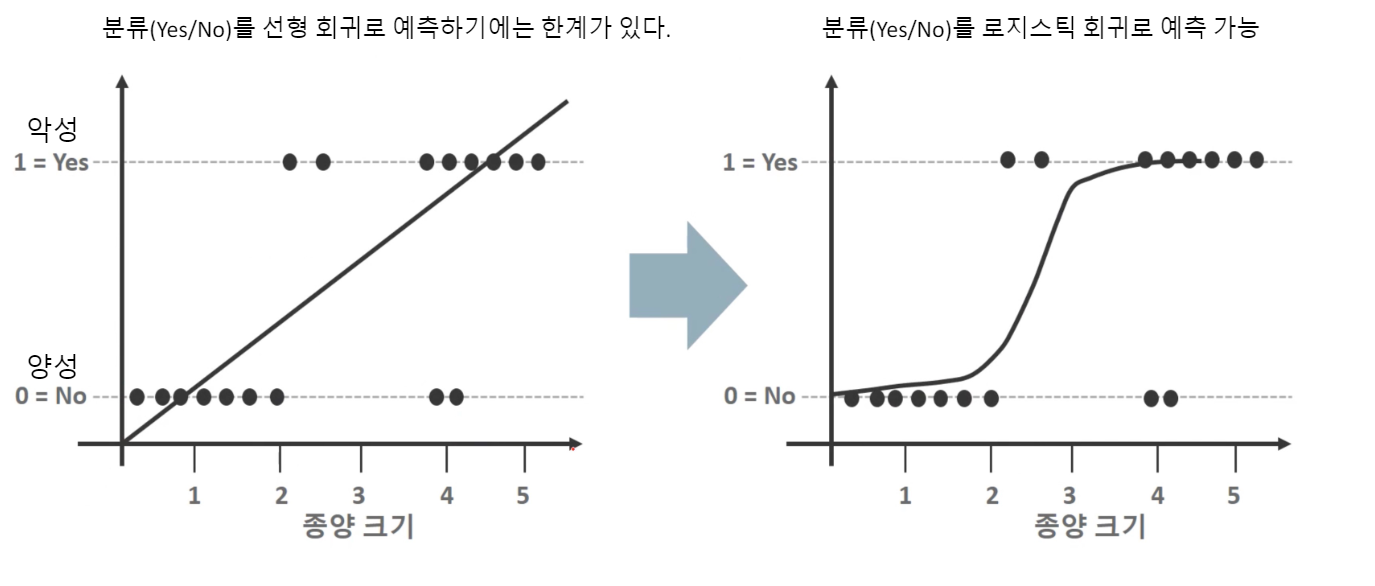 분류(Yes/No)를 선형 회귀로 예측하기에는 한계가 있다.
악성
1 = Yes
양성
0 = No
1 2 3 4 5
종양 크기
분류(Yes/No)를 로지스틱 회귀로 예측 가능
1 = Yes
0 = No
1 2 3 4 5
종양 크기